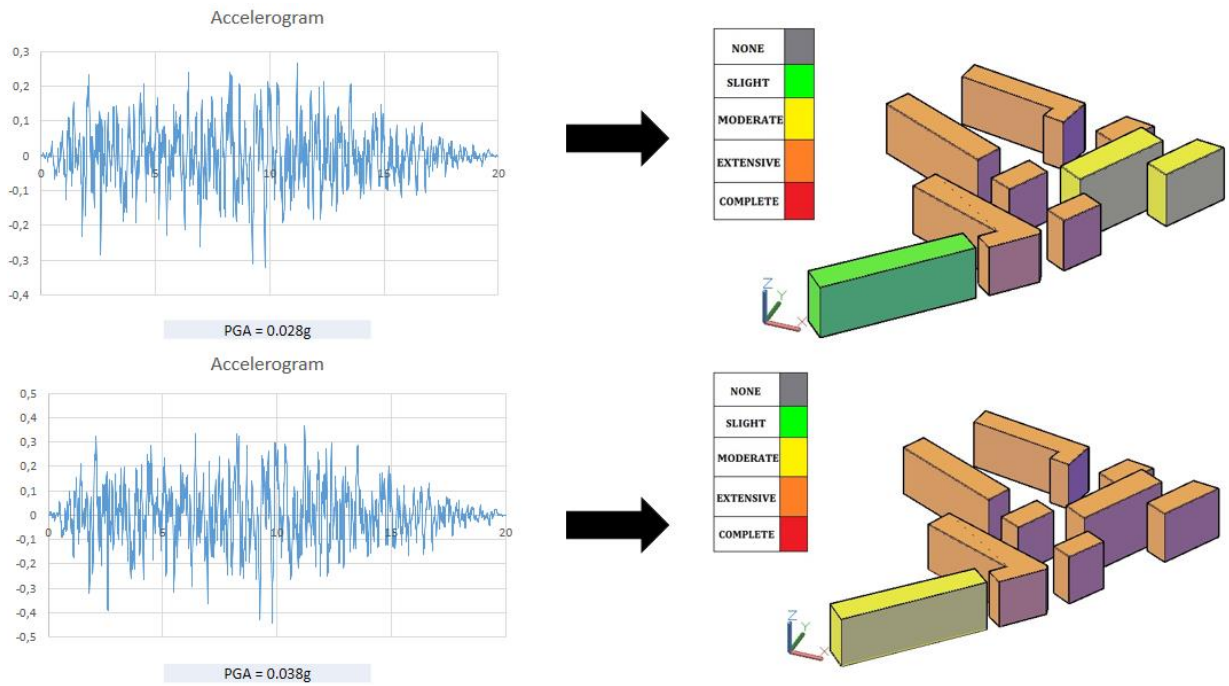 Accelerogram
0,3
0,2
0,1
0
-0,1
-0,2
-0,3
-0,4
0 5 10 15 20
PGA = 0.028g
NONE
SLIGHT
MODERATE
EXTENSIVE
COMPLETE
Z
Y
X
Accelerogram
0,5
0,4
0,3
0,2
0,1
0
-0,1
-0,2
-0,3
-0,4
-0,5
0 5 10 15 20
PGA = 0.038g
NONE
SLIGHT
MODERATE
EXTENSIVE
COMPLETE
Z
Y
X